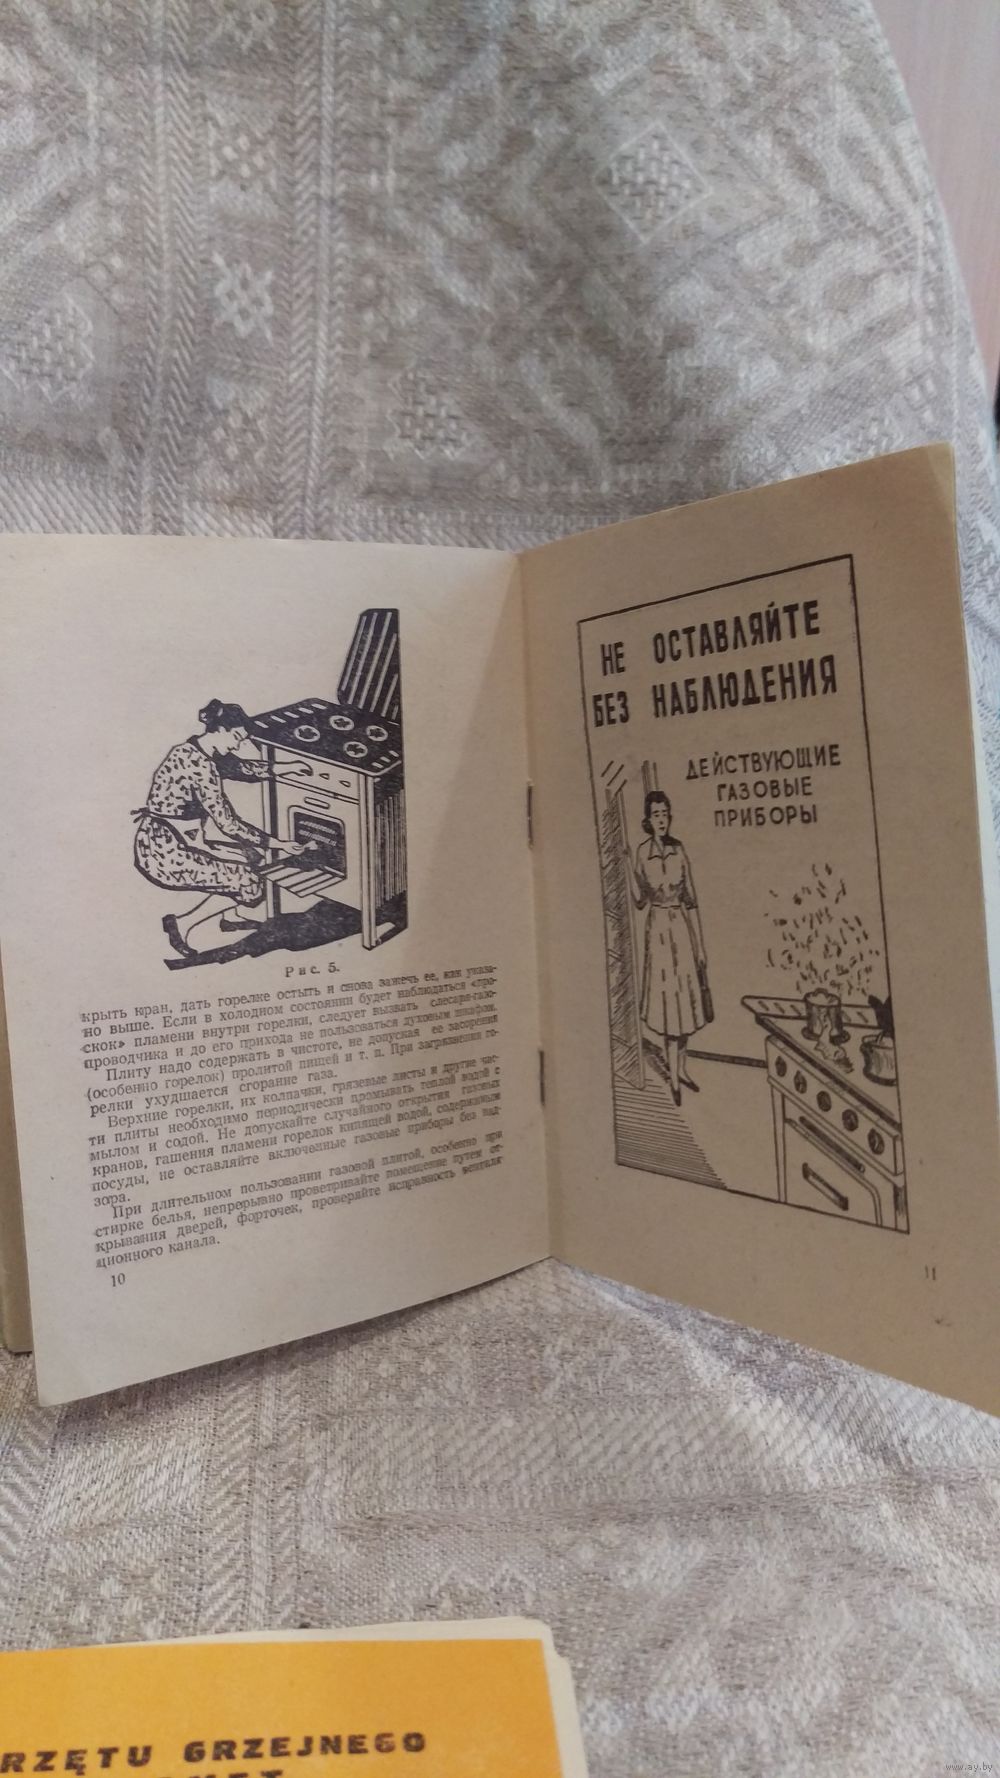 Рис. 5.
крыть кран, дать горелке остыть и снова зажечь ее, как указа-
но выше. Если в холодном состоянии будет наблюдаться «про-
скок» пламени внутри горелки, следует вызвать слесаря-газо-
проводчика и до его прихода не пользоваться духовым шкафом.
Плиту надо содержать в чистоте, не допуская ее засорения
(особенно горелок) пролитой пищей и т. п. При загрязнении го-
релки ухудшается сгорание газа.
Верхние горелки, их колпачки, грязевые листы и другие час-
ти плиты необходимо периодически промывать теплой водой с
мылом и содой. Не допускайте случайного открытия газовых
кранов, гашения пламени горелок кипящей водой, содержимым
посуды, не оставляйте включенные газовые приборы без над-
зора.
При длительном пользовании газовой плитой, особенно при
стирке белья, непрерывно проветривайте помещение путем от-
крывания дверей, форточек, проверяйте исправность вентиля-
ционного канала.
10
НЕ ОСТАВЛЯЙТЕ
БЕЗ НАБЛЮДЕНИЯ
ДЕЙСТВУЮЩИЕ
ГАЗОВЫЕ
ПРИБОРЫ
11
RZĘTU GRZEJNEGO
www.ay.by